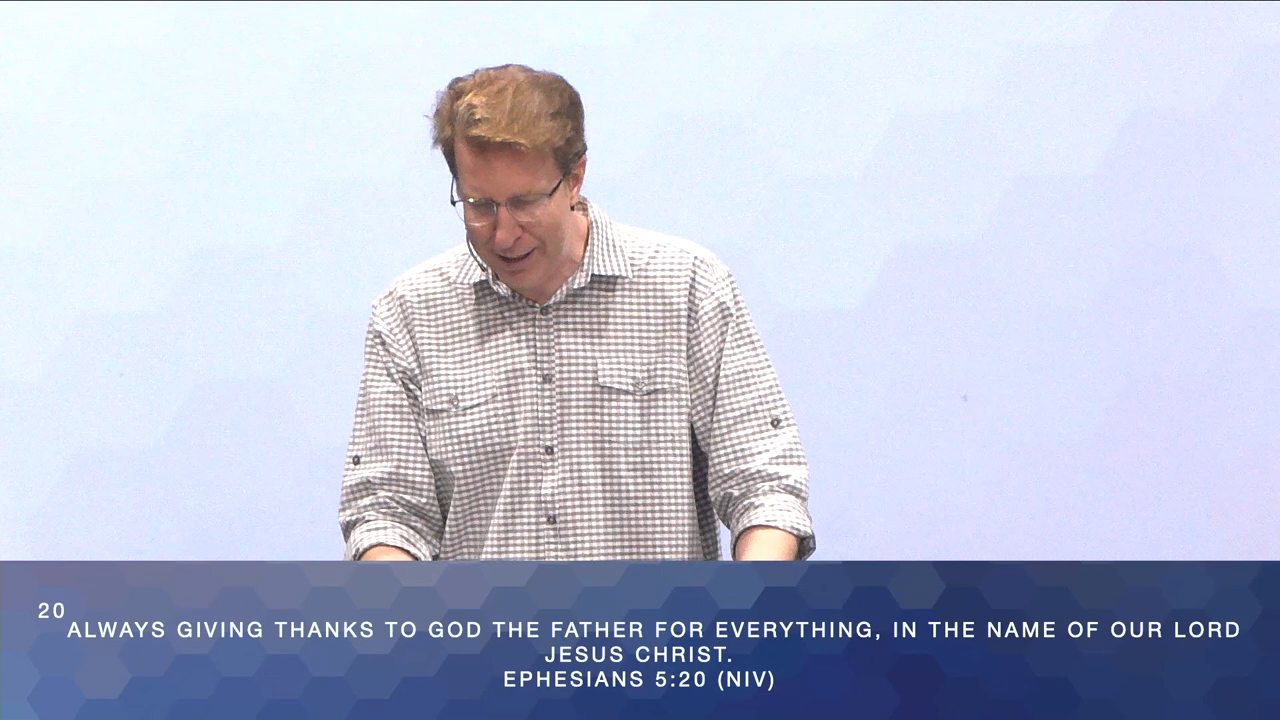 20
ALWAYS GIVING THANKS TO GOD THE FATHER FOR EVERYTHING, IN THE NAME OF OUR LORD
JESUS CHRIST.
EPHESIANS 5:20 (NIV)